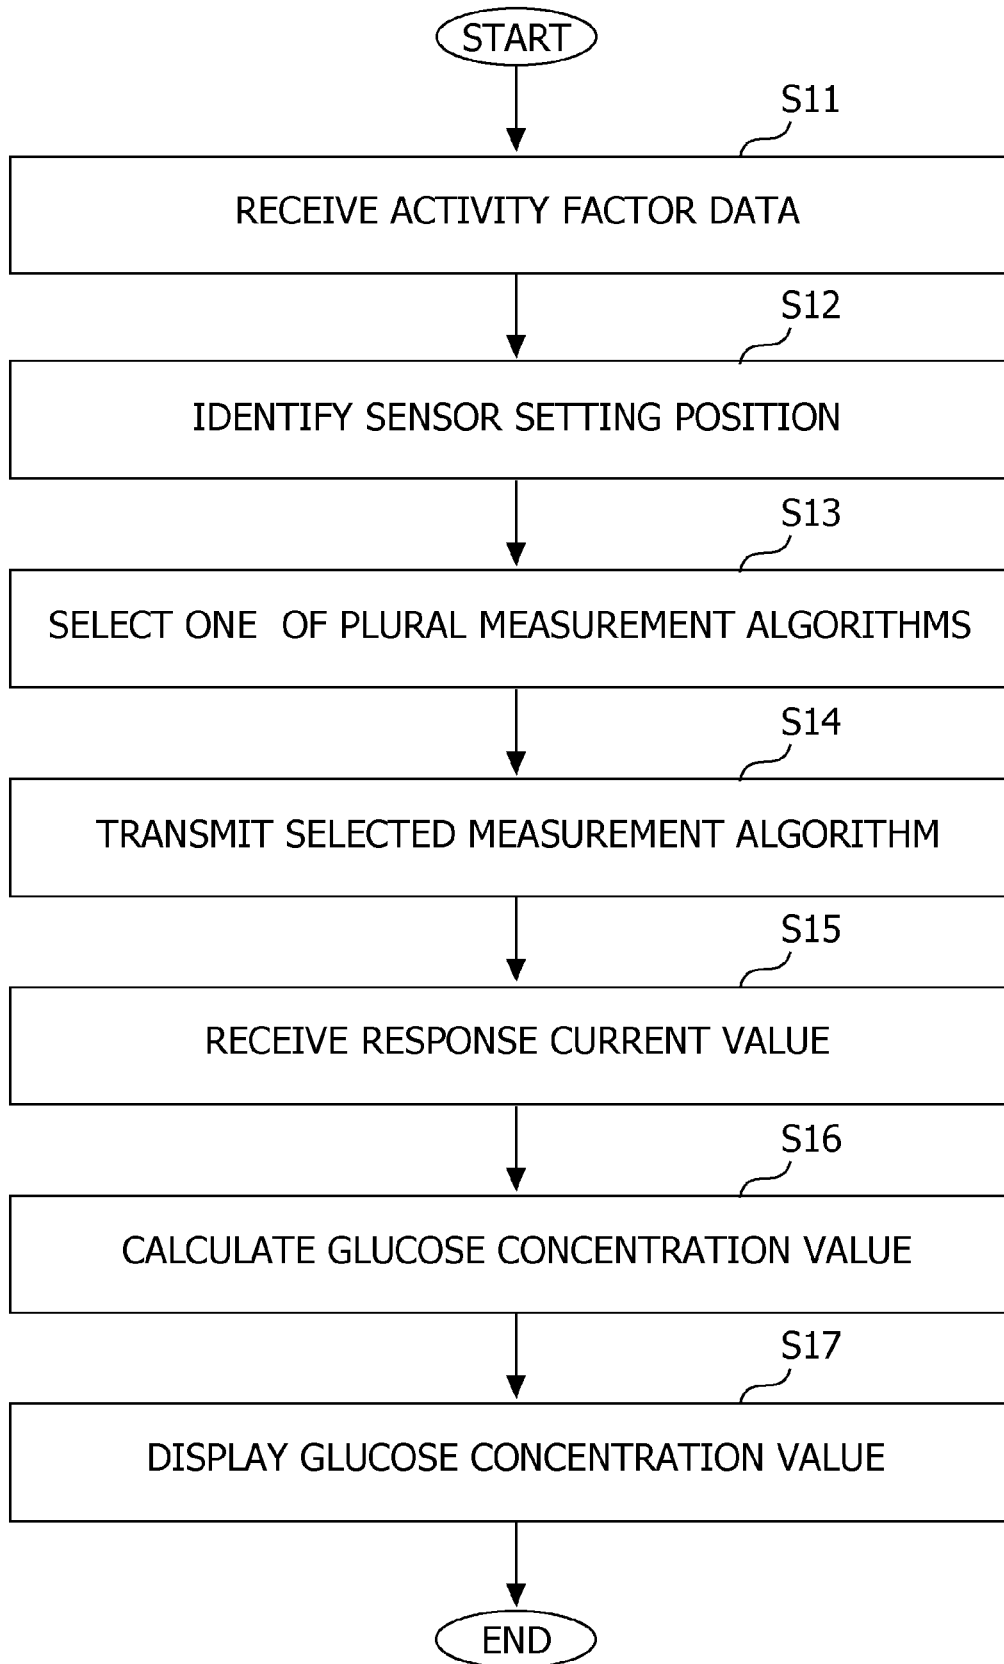 START
S11
RECEIVE ACTIVITY FACTOR DATA
S12
IDENTIFY SENSOR SETTING POSITION
S13
SELECT ONE OF PLURAL MEASUREMENT ALGORITHMS
S14
TRANSMIT SELECTED MEASUREMENT ALGORITHM
S15
RECEIVE RESPONSE CURRENT VALUE
S16
CALCULATE GLUCOSE CONCENTRATION VALUE
S17
DISPLAY GLUCOSE CONCENTRATION VALUE
END